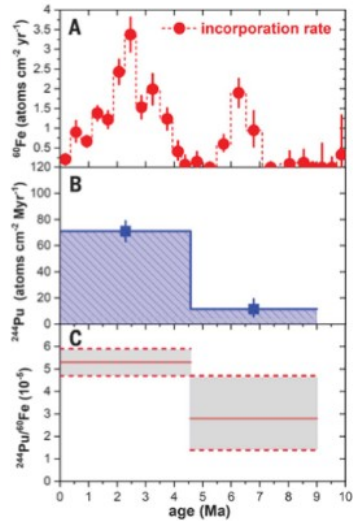 A
incorporation rate
⁶⁰Fe (atoms cm⁻² yr⁻¹)
4
3.5
3
2.5
2
1.5
1
0.5
120
B
²⁴⁴Pu (atoms cm⁻² Myr⁻¹)
100
80
60
40
20
0
C
²⁴⁴Pu/⁶⁰Fe (10⁻⁵)
6
5
4
3
2
1
0 1 2 3 4 5 6 7 8 9 10
age (Ma)